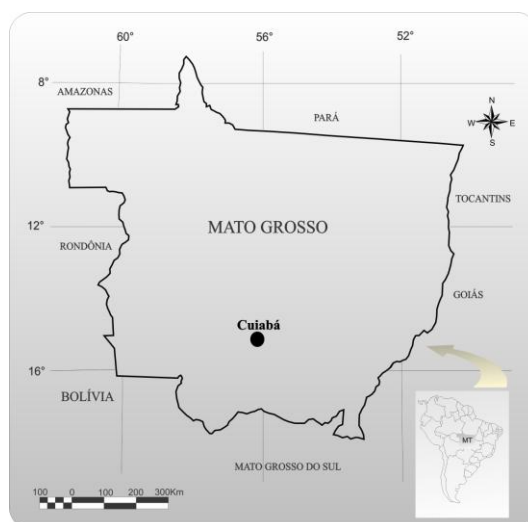 60° 56° 52°
8°
AMAZONAS
PARÁ
N
W E
S
TOCANTINS
12°
MATO GROSSO
RONDÔNIA
GOIÁS
Cuiabá
16°
BOLÍVIA
MT
MATO GROSSO DO SUL
100 0 100 200 300Km